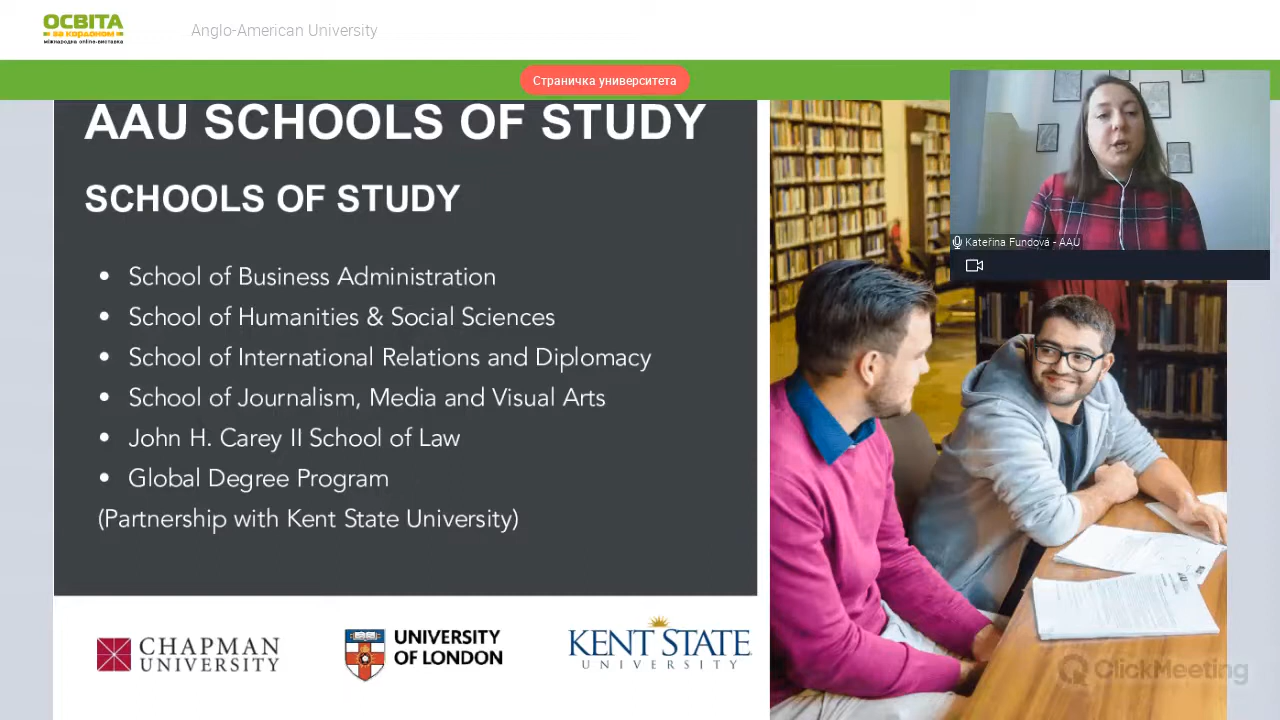 ОСВІТА
за кордоном
міжнародна online-виставка
Anglo-American University
Страничка университета
AAU SCHOOLS OF STUDY
SCHOOLS OF STUDY
• School of Business Administration
• School of Humanities & Social Sciences
• School of International Relations and Diplomacy
• School of Journalism, Media and Visual Arts
• John H. Carey II School of Law
• Global Degree Program
(Partnership with Kent State University)
Kateřina Fundová - AAU
CHAPMAN
UNIVERSITY
UNIVERSITY
OF LONDON
KENT STATE
UNIVERSITY
ClickMeeting